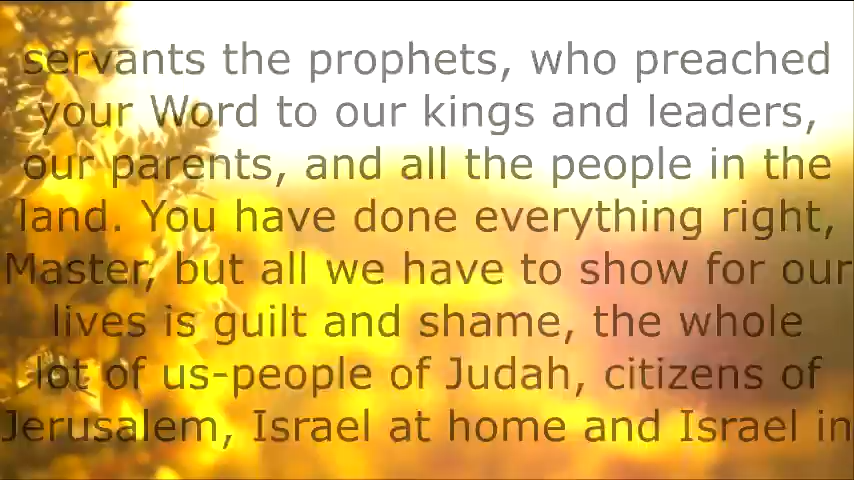 servants the prophets, who preached
your Word to our kings and leaders,
our parents, and all the people in the
land. You have done everything right,
Master, but all we have to show for our
lives is guilt and shame, the whole
lot of us-people of Judah, citizens of
Jerusalem, Israel at home and Israel in